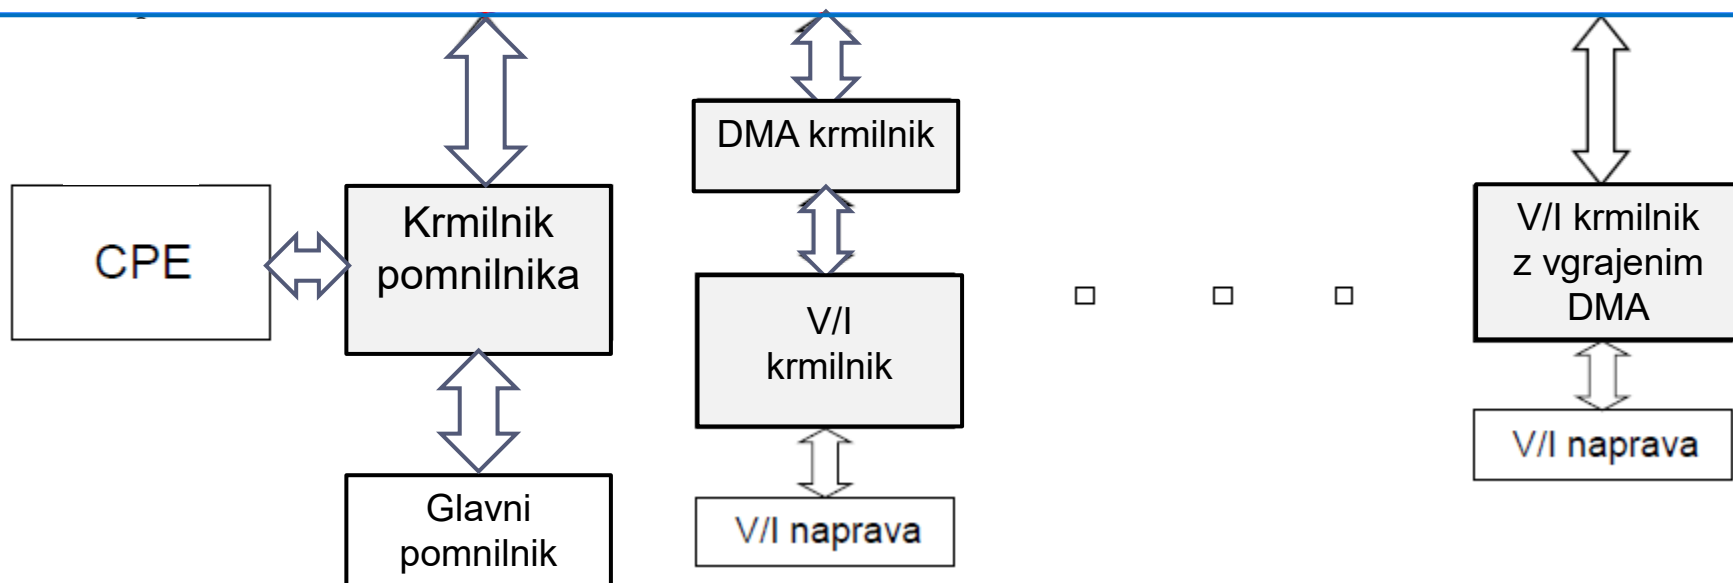 CPE
Krmilnik
pomnilnika
Glavni
pomnilnik
DMA krmilnik
V/I
krmilnik
V/I naprava
V/I krmilnik
z vgrajenim
DMA
V/I naprava